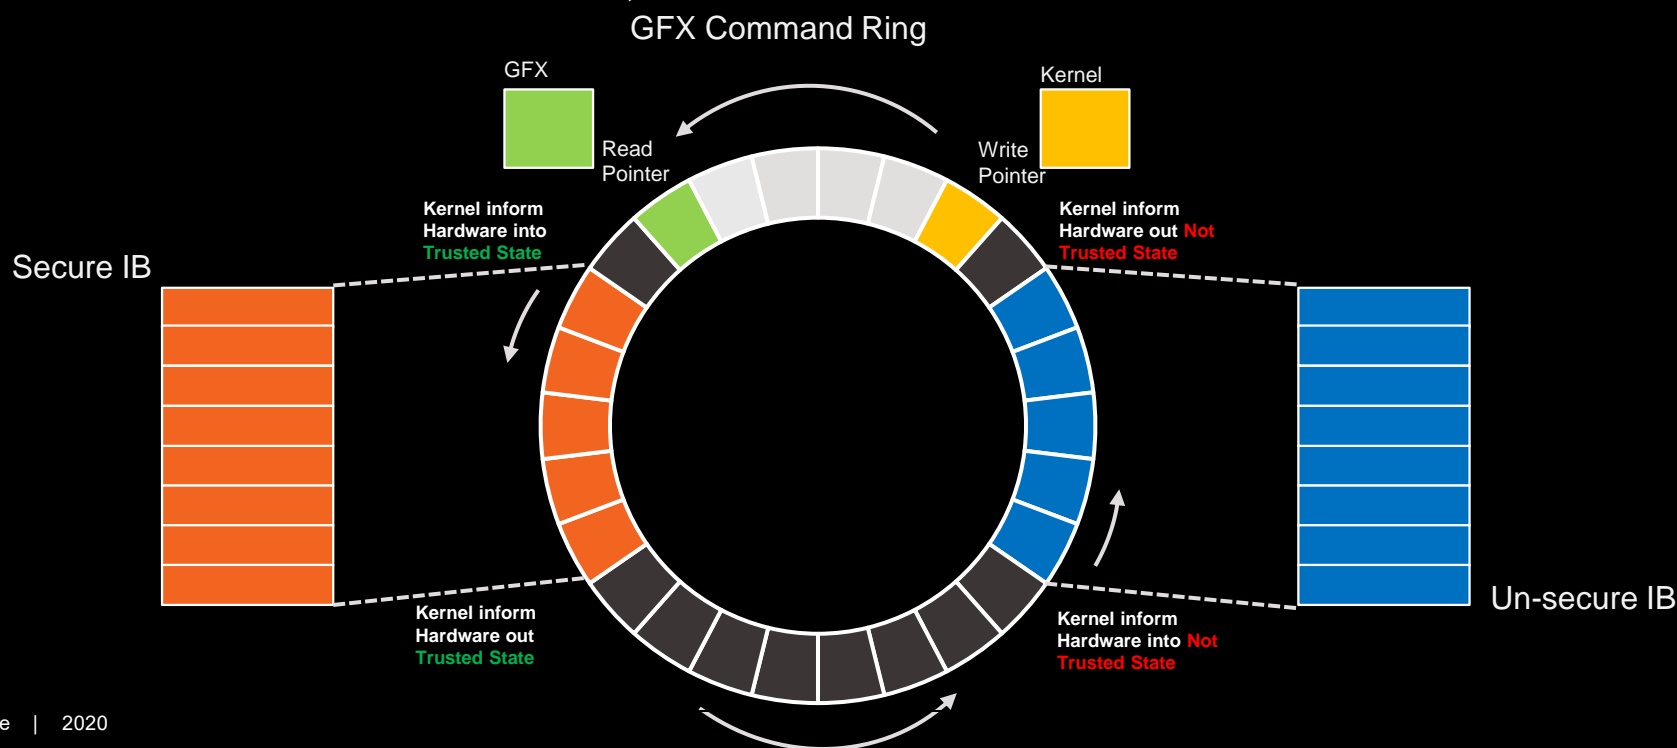 GFX Command Ring
GFX
Kernel
Read
Pointer
Write
Pointer
Kernel inform
Hardware into
Trusted State
Kernel inform
Hardware out Not
Trusted State
Secure IB
Un-secure IB
Kernel inform
Hardware out
Trusted State
Kernel inform
Hardware into Not
Trusted State
e | 2020